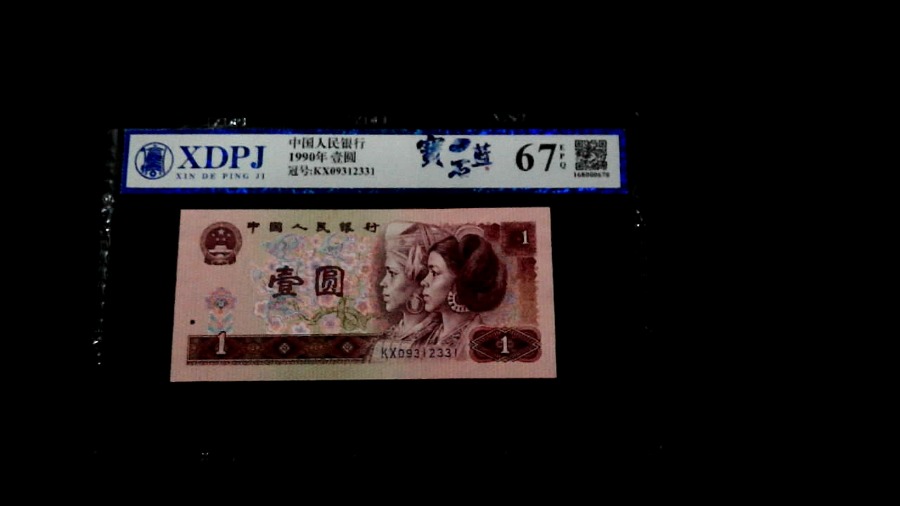 XDPJ
XIN DE PING JI
中国人民银行
1990年 壹圆
冠号:KX09312331
67
EPQ
168000678
中国人民银行
1
壹圆
1
KX09312331
1